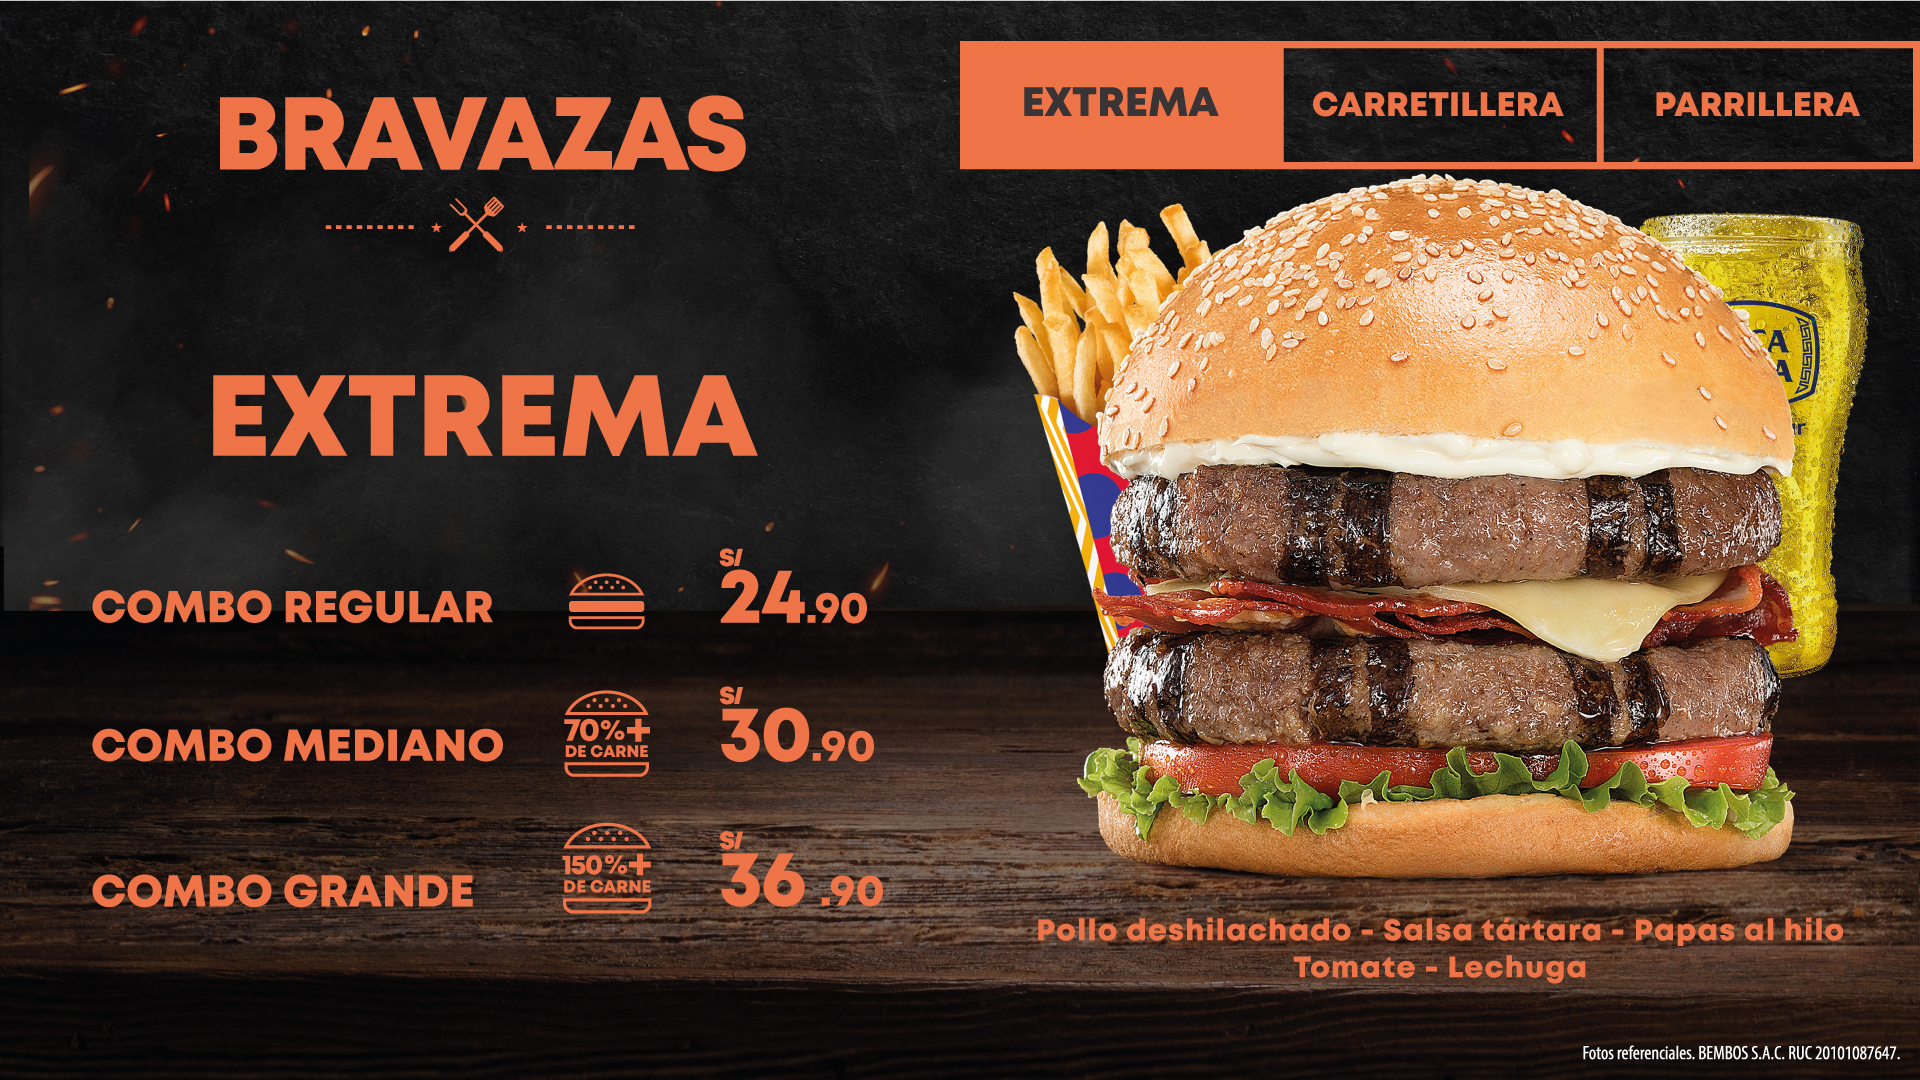 BRAVAZAS
EXTREMA
CARRETILLERA
PARRILLERA
EXTREMA
COMBO REGULAR
S/
24.90
COMBO MEDIANO
70%+
DE CARNE
S/
30.90
COMBO GRANDE
150%+
DE CARNE
S/
36.90
Pollo deshilachado - Salsa tártara - Papas al hilo
Tomate - Lechuga
Fotos referenciales. BEMBOS S.A.C. RUC 20101087647.